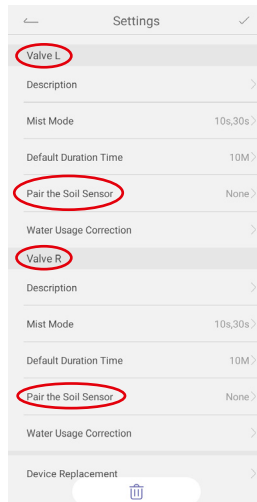 Settings
Valve L
Description
Mist Mode 10s,30s
Default Duration Time 10M
Pair the Soil Sensor None
Water Usage Correction
Valve R
Description
Mist Mode 10s,30s
Default Duration Time 10M
Pair the Soil Sensor None
Water Usage Correction
Device Replacement